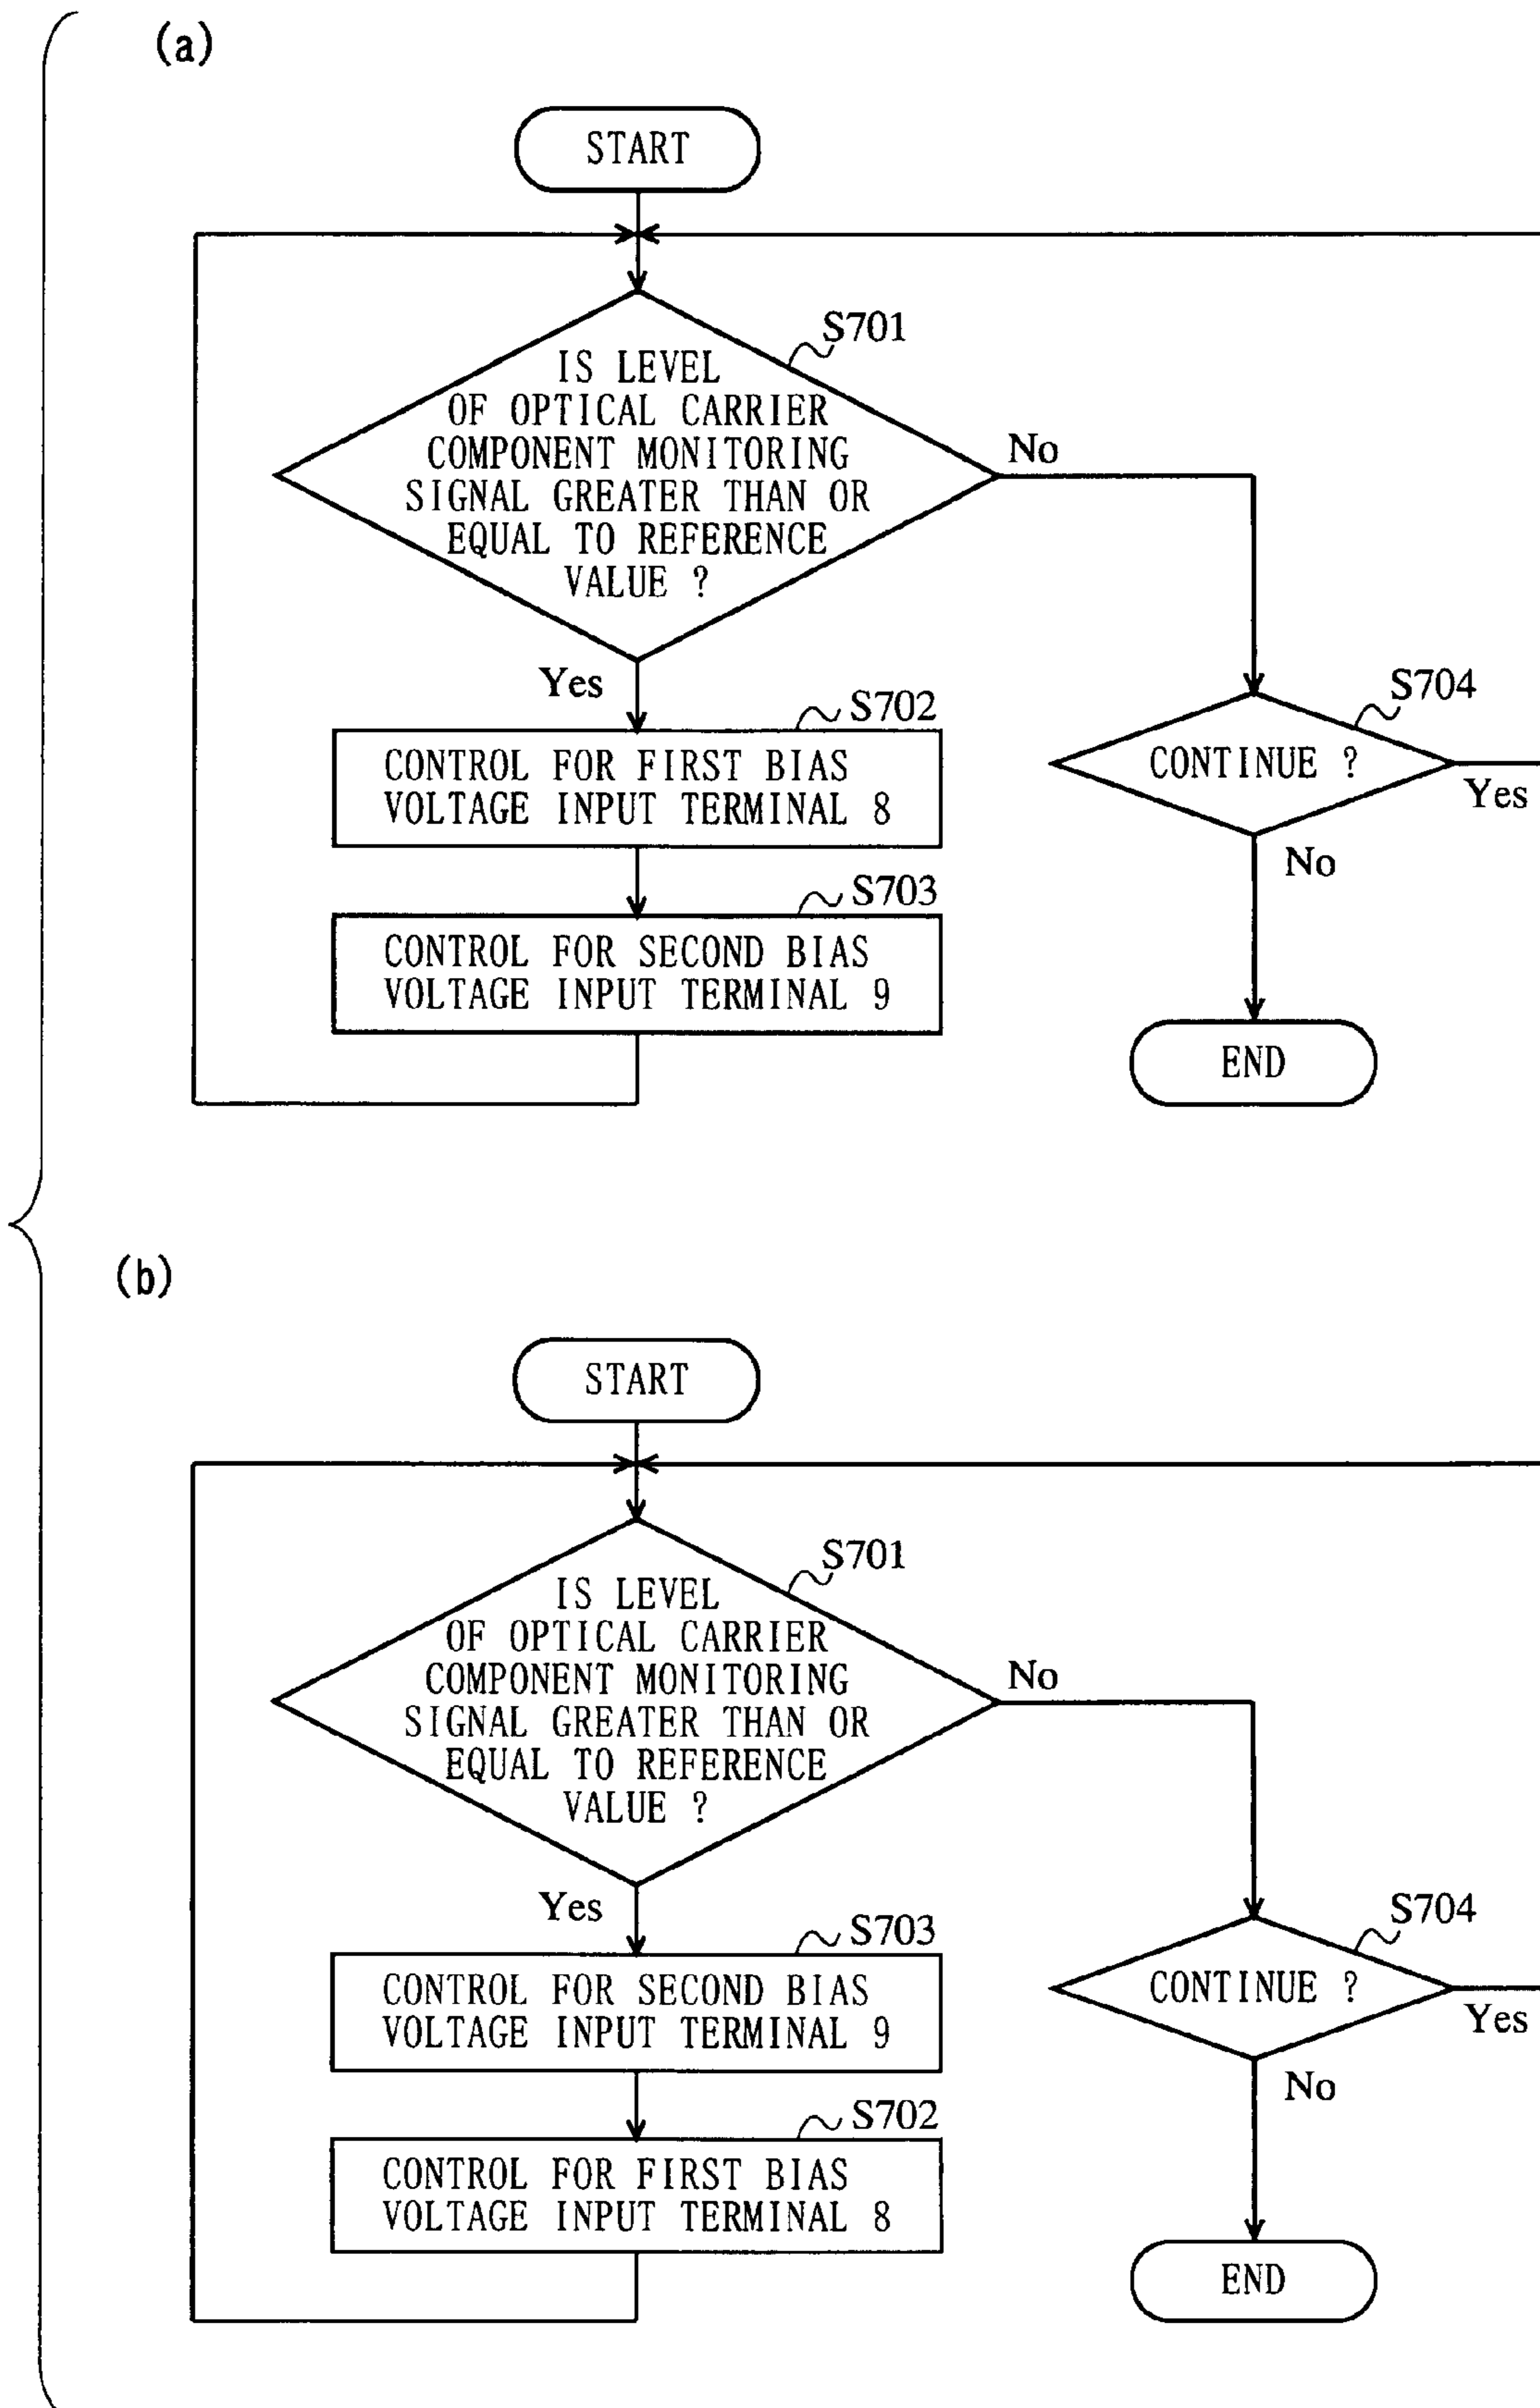 (a)
START
S701
IS LEVEL
OF OPTICAL CARRIER
COMPONENT MONITORING
SIGNAL GREATER THAN OR
EQUAL TO REFERENCE
VALUE ?
No
Yes
S702
CONTROL FOR FIRST BIAS
VOLTAGE INPUT TERMINAL 8
S703
CONTROL FOR SECOND BIAS
VOLTAGE INPUT TERMINAL 9
S704
CONTINUE ?
Yes
No
END
(b)
START
S701
IS LEVEL
OF OPTICAL CARRIER
COMPONENT MONITORING
SIGNAL GREATER THAN OR
EQUAL TO REFERENCE
VALUE ?
No
Yes
S703
CONTROL FOR SECOND BIAS
VOLTAGE INPUT TERMINAL 9
S702
CONTROL FOR FIRST BIAS
VOLTAGE INPUT TERMINAL 8
S704
CONTINUE ?
Yes
No
END